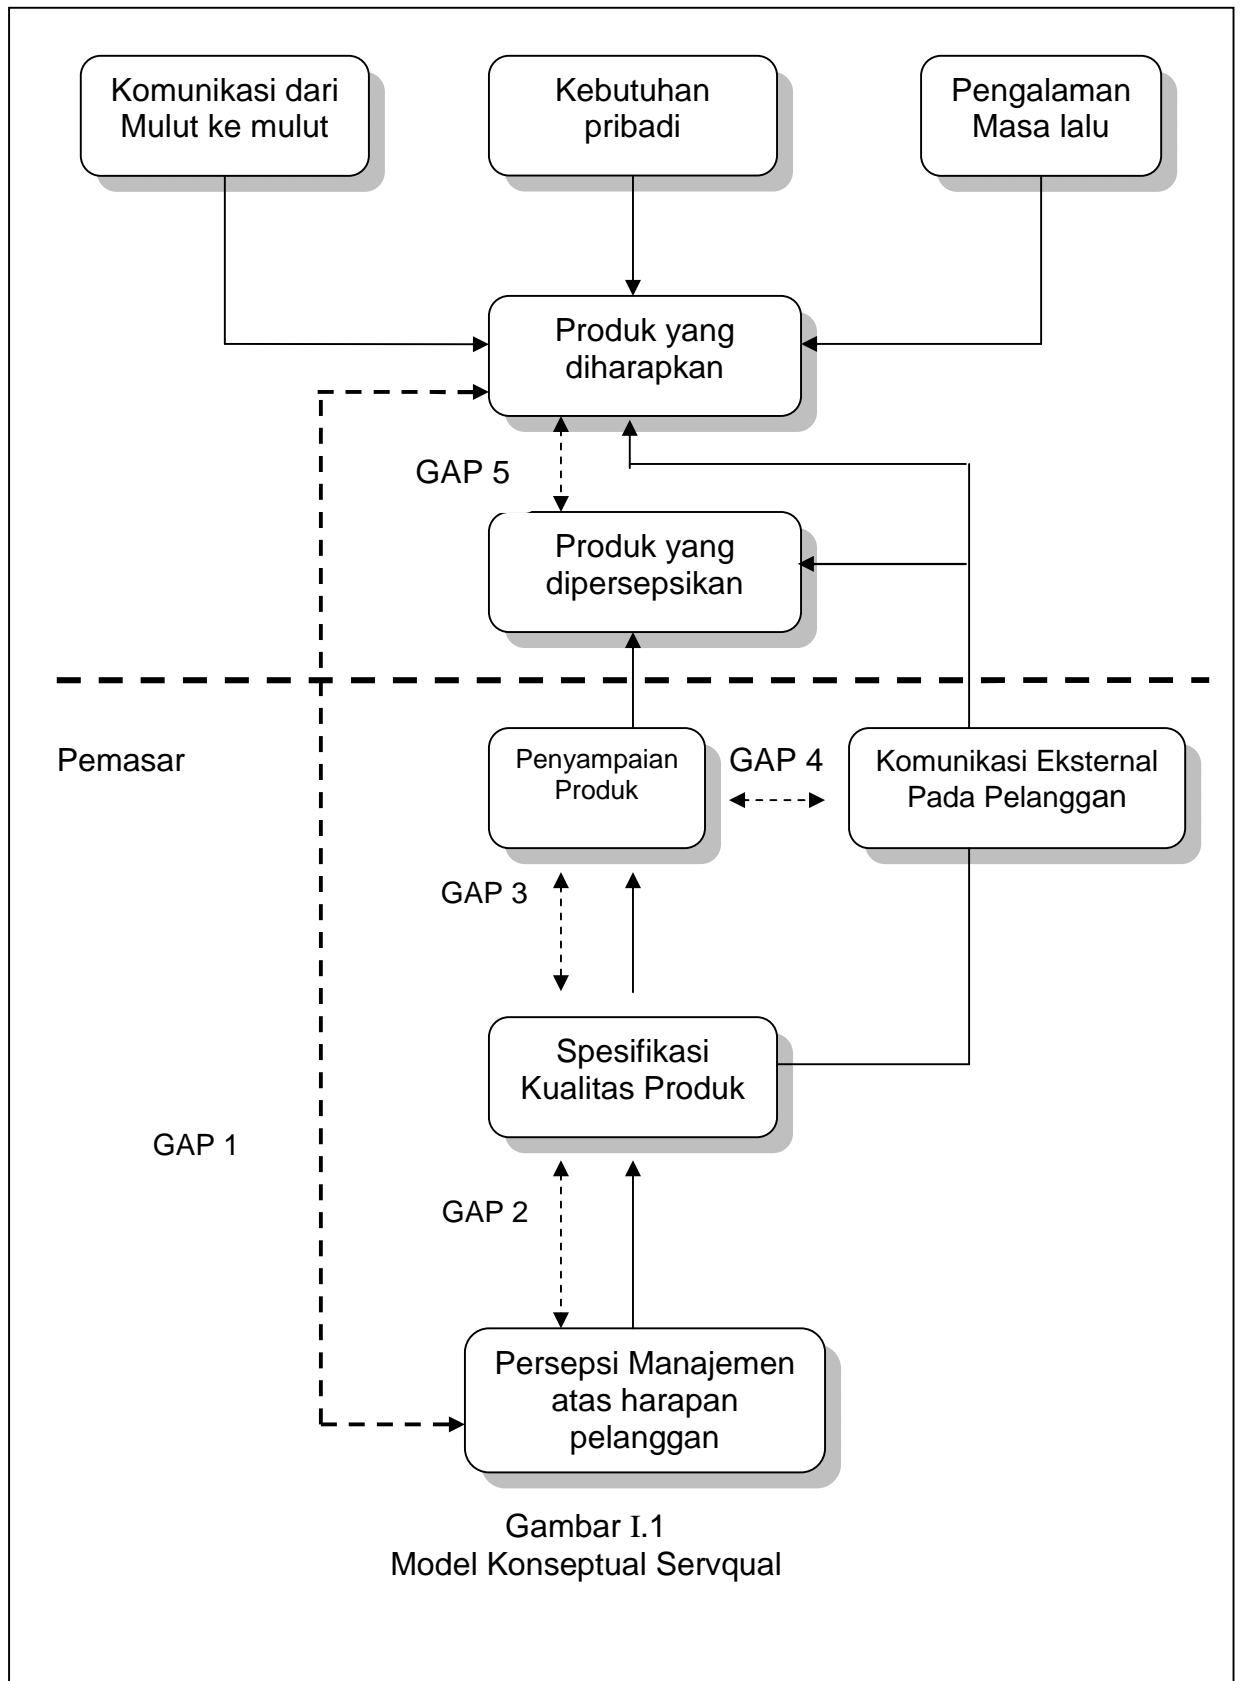 Komunikasi dari
Mulut ke mulut
Kebutuhan
pribadi
Pengalaman
Masa lalu
Produk yang
diharapkan
GAP 5
Produk yang
dipersepsikan
Pemasar
Penyampaian
Produk
GAP 4
Komunikasi Eksternal
Pada Pelanggan
GAP 3
Spesifikasi
Kualitas Produk
GAP 1
GAP 2
Persepsi Manajemen
atas harapan
pelanggan
Gambar I.1
Model Konseptual Servqual